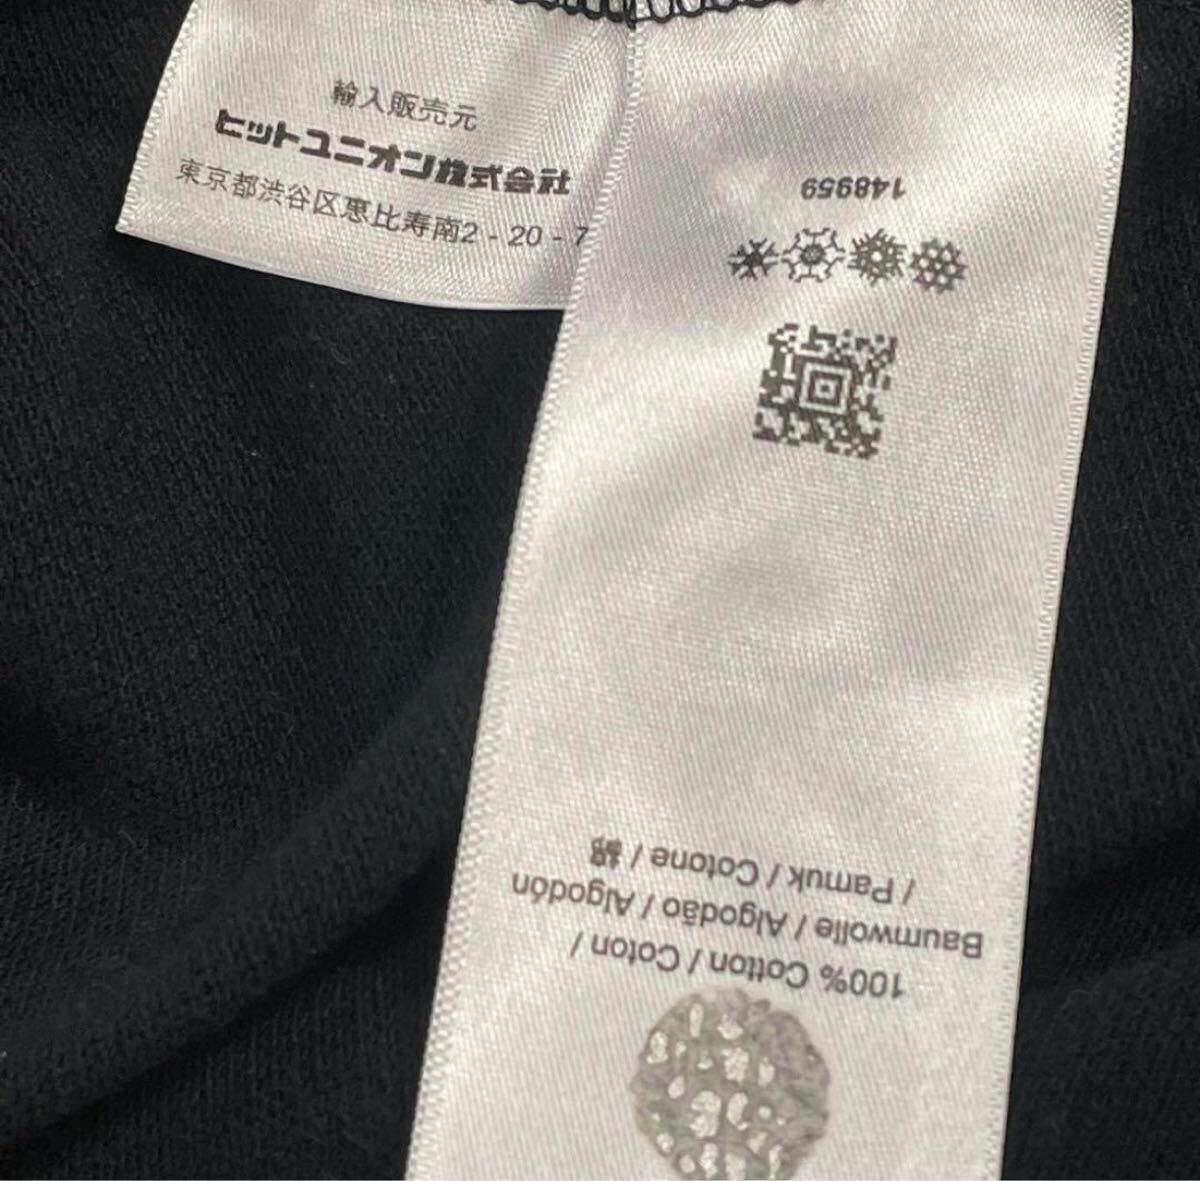 輸入販売元
ヒットユニオン株式会社
東京都渋谷区恵比寿南2 - 20 - 7
100% Cotton / Coton /
Baumwolle / Algodão / Algodón
/ Pamuk / Cotone / 綿
148959